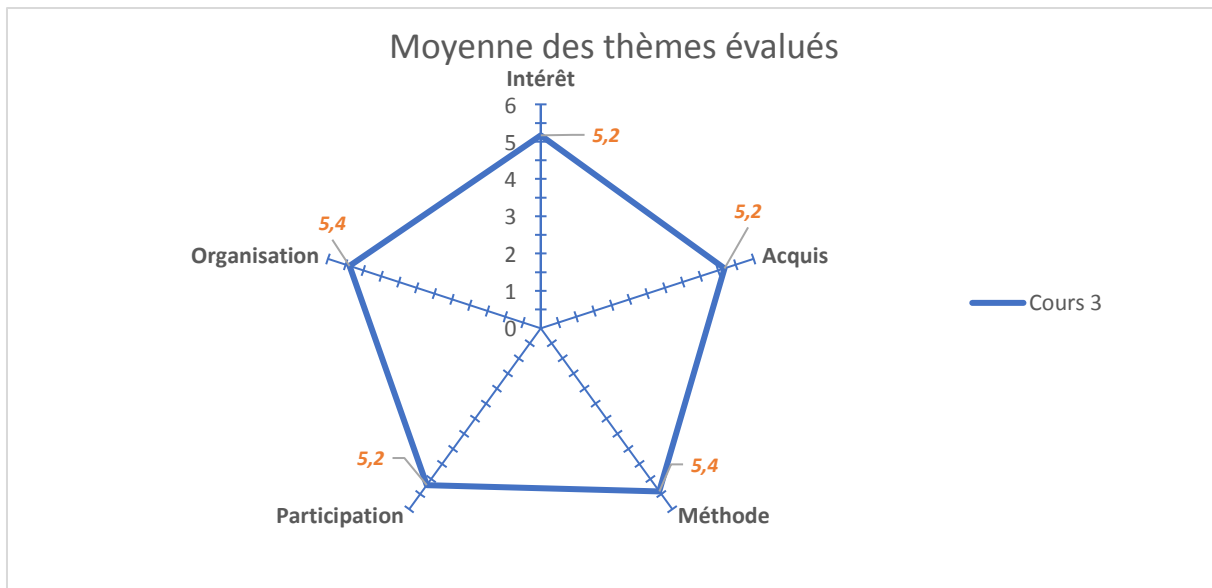 Moyenne des thèmes évalués
Intérêt
6
5
4
3
2
1
0
5,2
5,2
Acquis
5,4
Méthode
5,2
Participation
5,4
Organisation
Cours 3